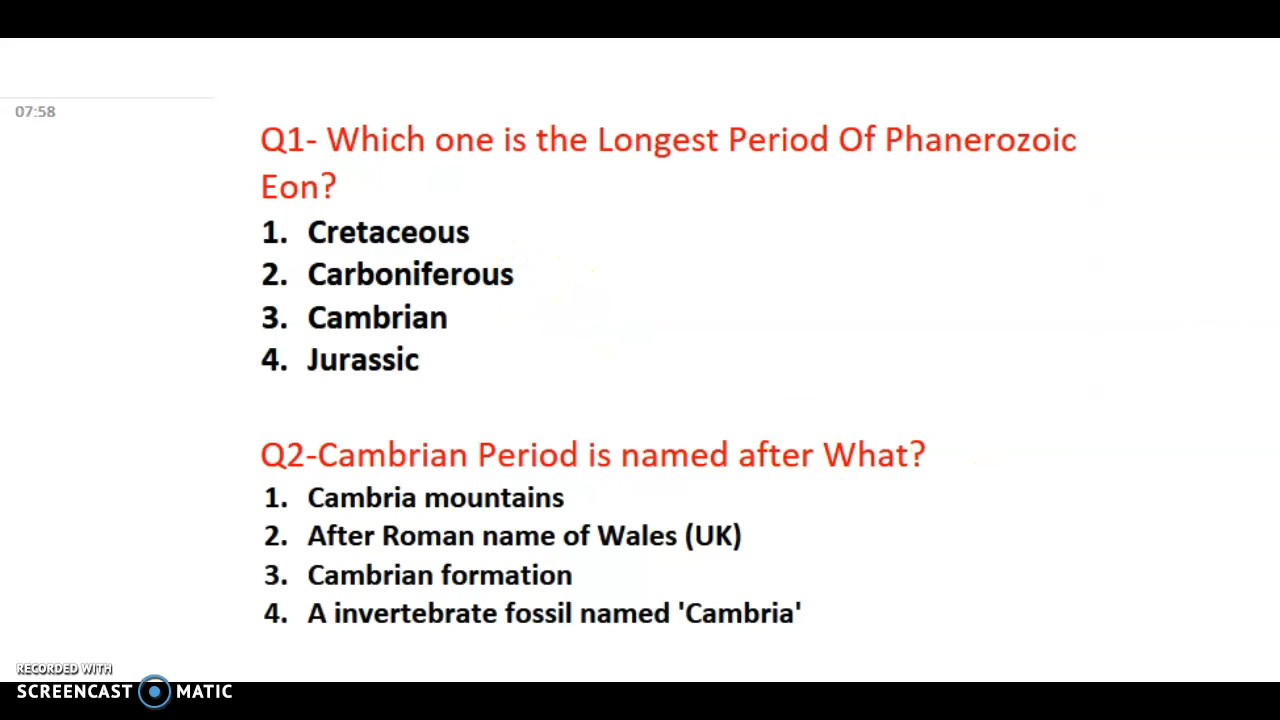 07:58
Q1- Which one is the Longest Period Of Phanerozoic
Eon?
1. Cretaceous
2. Carboniferous
3. Cambrian
4. Jurassic
Q2-Cambrian Period is named after What?
1. Cambria mountains
2. After Roman name of Wales (UK)
3. Cambrian formation
4. A invertebrate fossil named 'Cambria'
RECORDED WITH
SCREENCAST MATIC